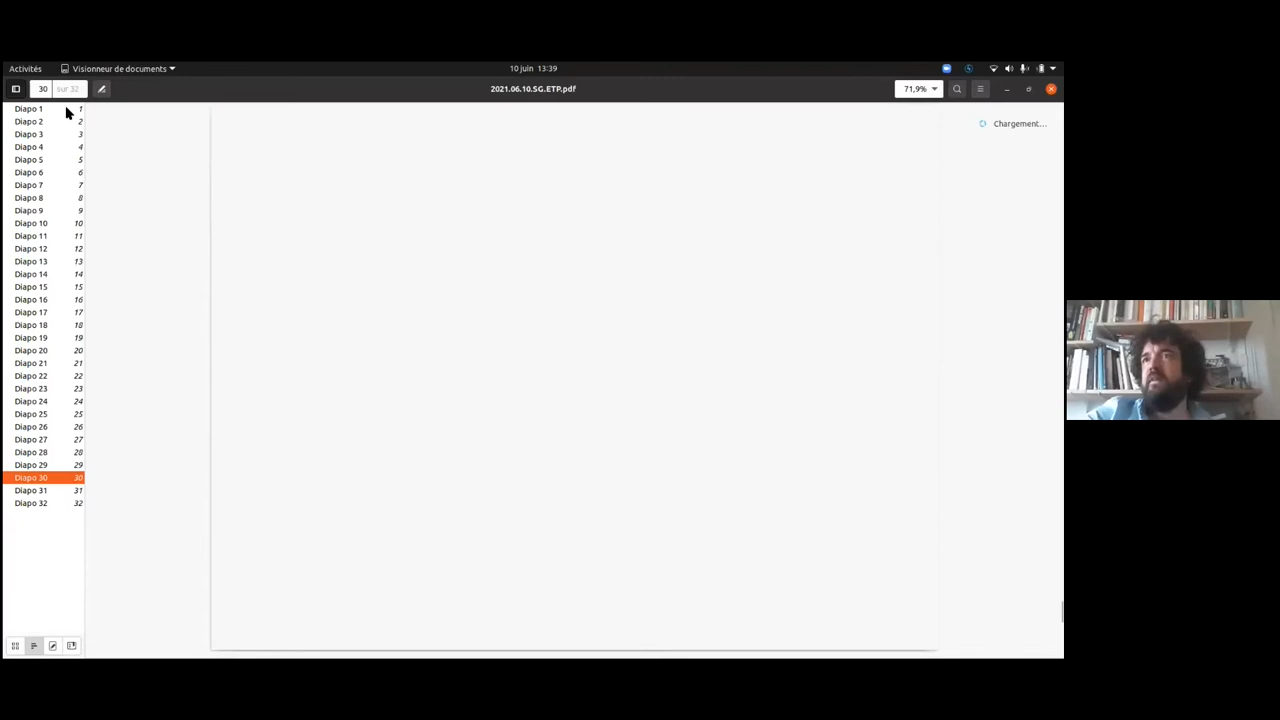 Activités Visionneur de documents 10 juin 13:39
30 sur 32 2021.06.10.SG.ETP.pdf 71,9%
Chargement...
Diapo 1 1
Diapo 2 2
Diapo 3 3
Diapo 4 4
Diapo 5 5
Diapo 6 6
Diapo 7 7
Diapo 8 8
Diapo 9 9
Diapo 10 10
Diapo 11 11
Diapo 12 12
Diapo 13 13
Diapo 14 14
Diapo 15 15
Diapo 16 16
Diapo 17 17
Diapo 18 18
Diapo 19 19
Diapo 20 20
Diapo 21 21
Diapo 22 22
Diapo 23 23
Diapo 24 24
Diapo 25 25
Diapo 26 26
Diapo 27 27
Diapo 28 28
Diapo 29 29
Diapo 30 30
Diapo 31 31
Diapo 32 32